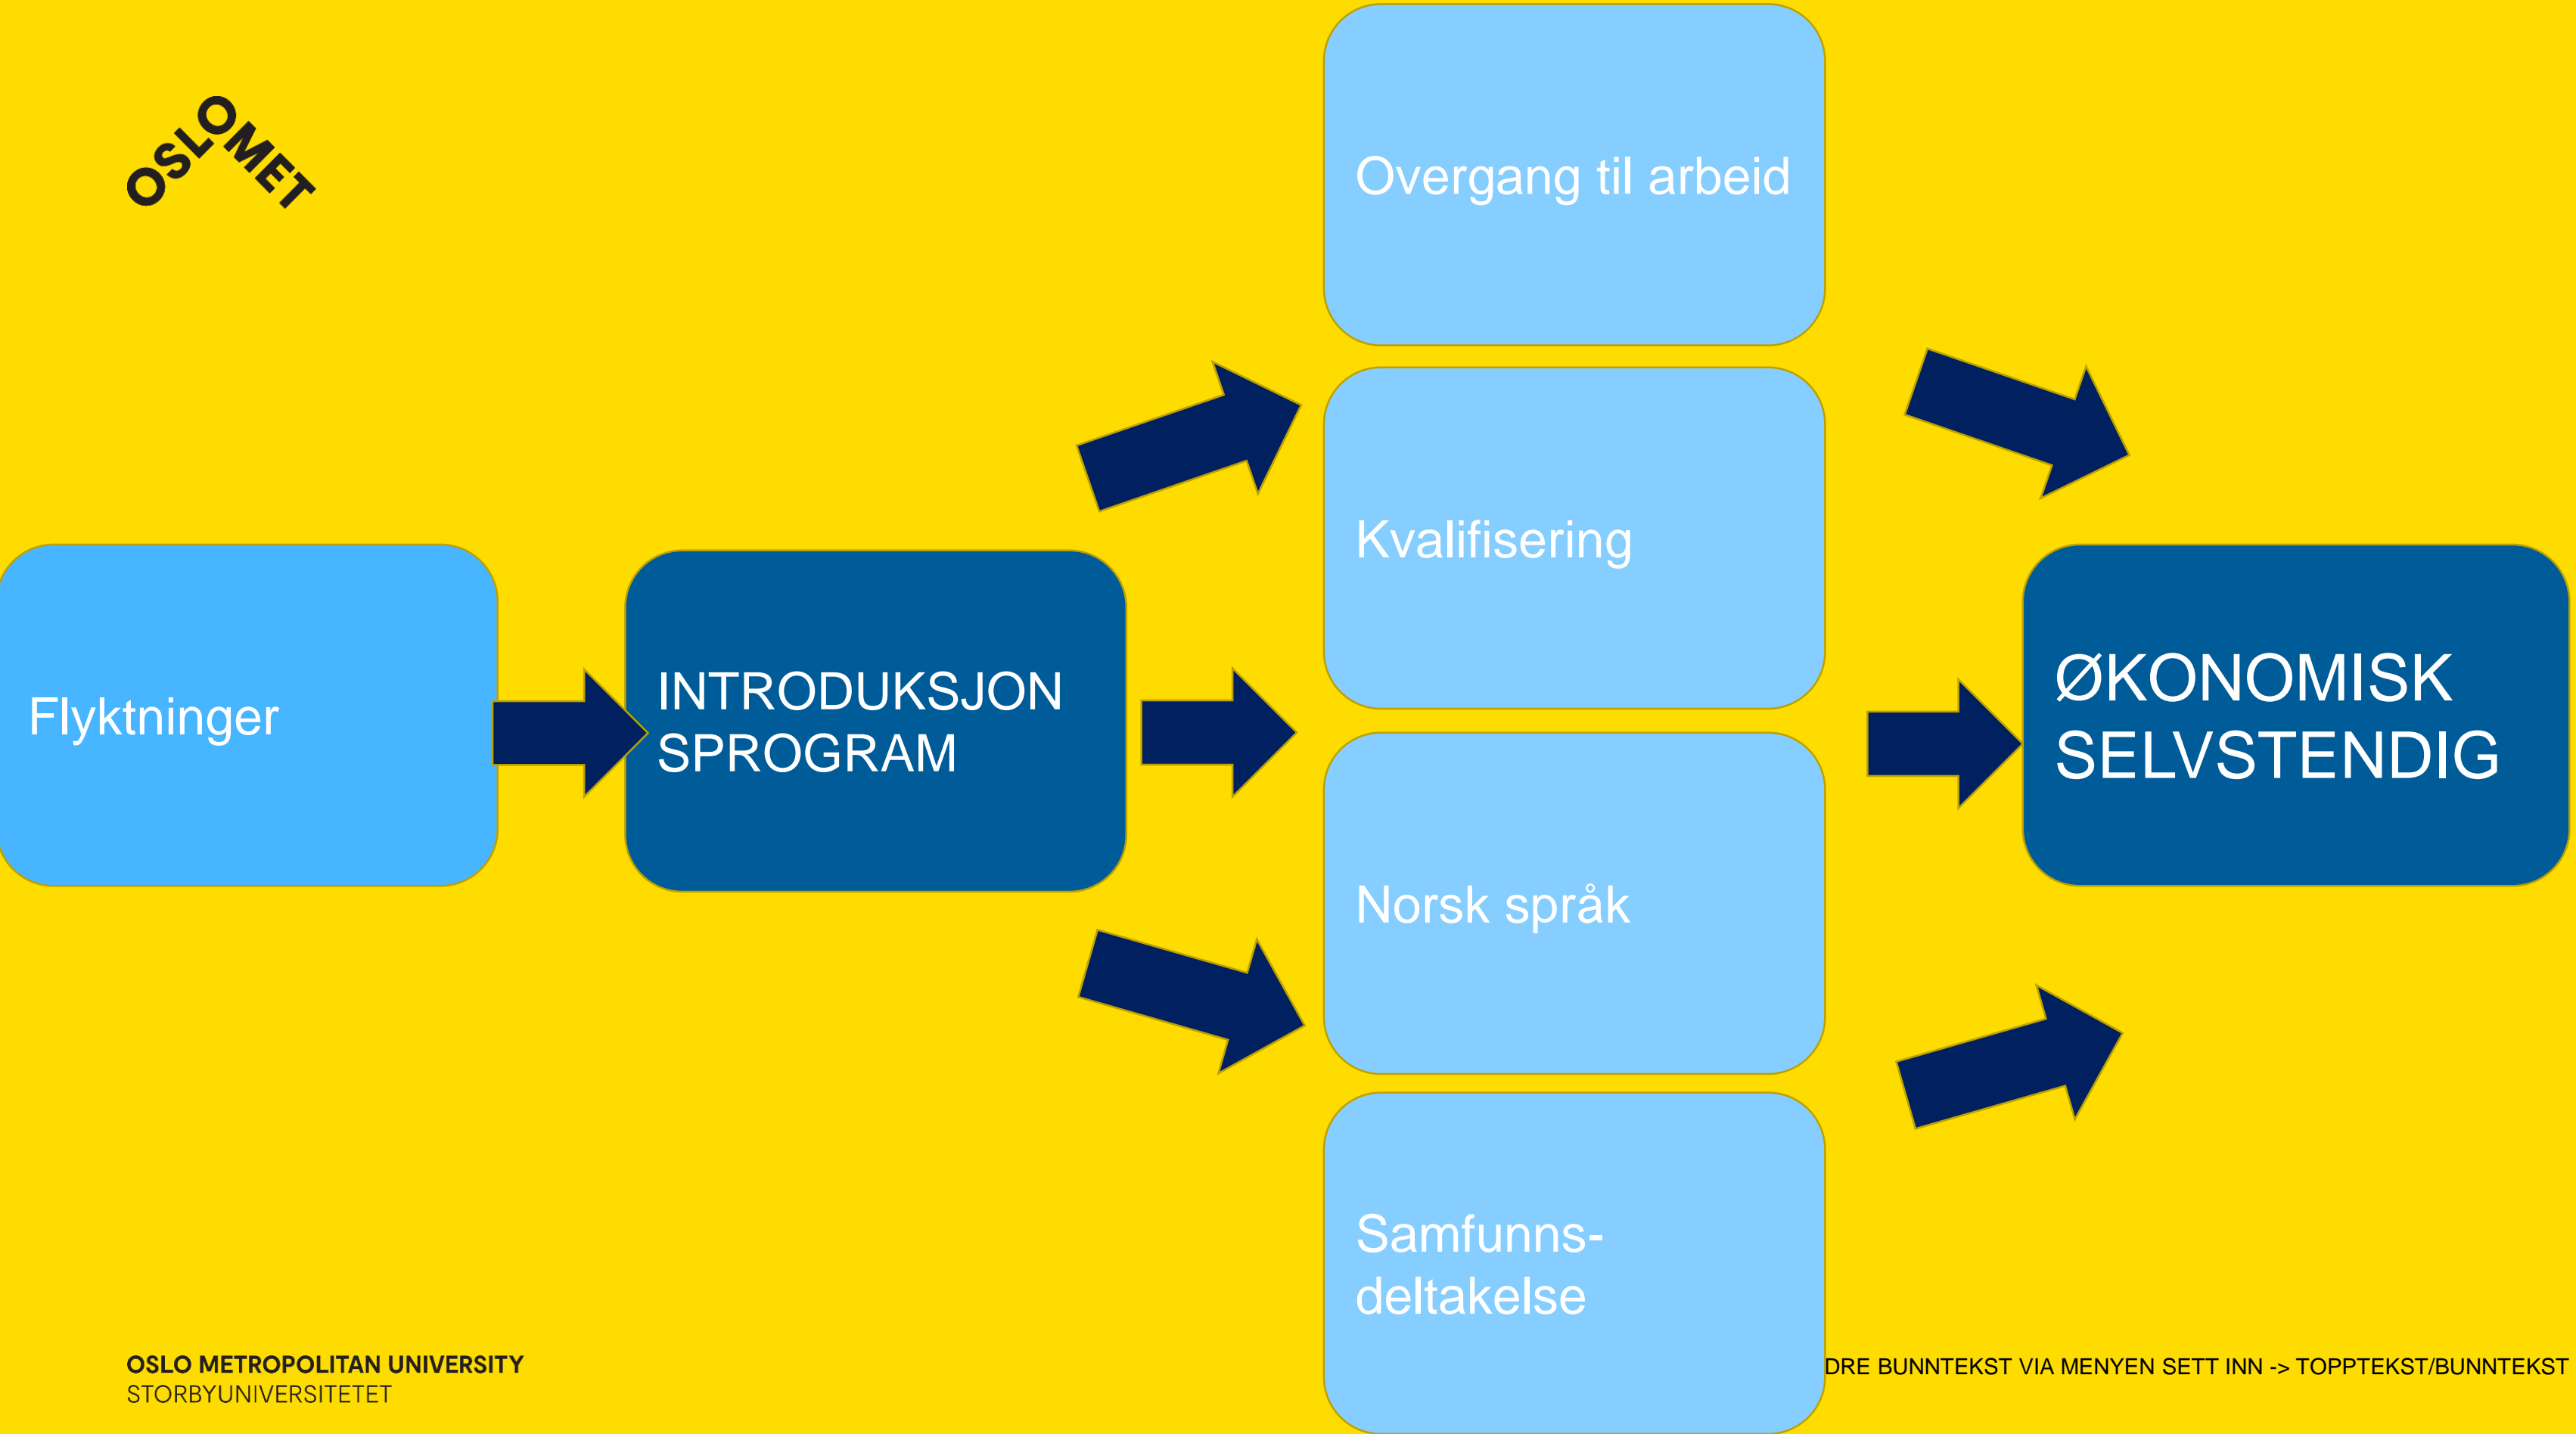 OSLOMET
Overgang til arbeid
Kvalifisering
Flyktninger
INTRODUKSJON
SPROGRAM
ØKONOMISK
SELVSTENDIG
Norsk språk
Samfunns-
deltakelse
OSLO METROPOLITAN UNIVERSITY
STORBYUNIVERSITETET
DRE BUNNTEKST VIA MENYEN SETT INN -> TOPPTEKST/BUNNTEKST